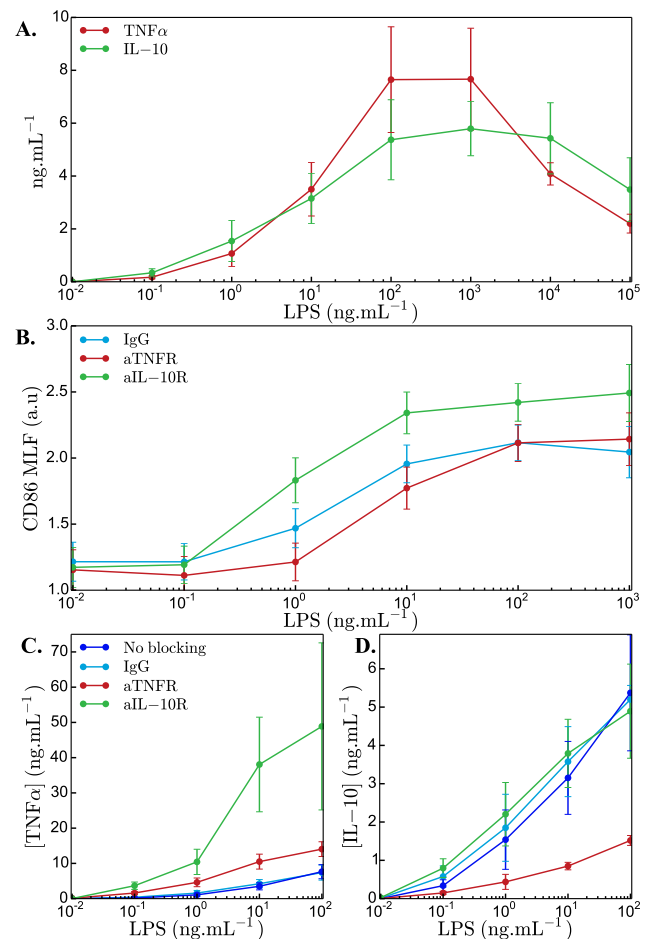 A.
TNFα
IL−10
10
8
6
4
2
0
ng.mL⁻¹
10⁻² 10⁻¹ 10⁰ 10¹ 10² 10³ 10⁴ 10⁵
LPS (ng.mL⁻¹)
B.
IgG
aTNFR
aIL−10R
3.0
2.5
2.0
1.5
1.0
CD86 MLF (a.u)
10⁻² 10⁻¹ 10⁰ 10¹ 10² 10³
LPS (ng.mL⁻¹)
C.
No blocking
IgG
aTNFR
aIL−10R
70
60
50
40
30
20
10
0
[TNFα] (ng.mL⁻¹)
10⁻² 10⁻¹ 10⁰ 10¹ 10²
LPS (ng.mL⁻¹)
D.
6
5
4
3
2
1
0
[IL−10] (ng.mL⁻¹)
10⁻² 10⁻¹ 10⁰ 10¹ 10²
LPS (ng.mL⁻¹)